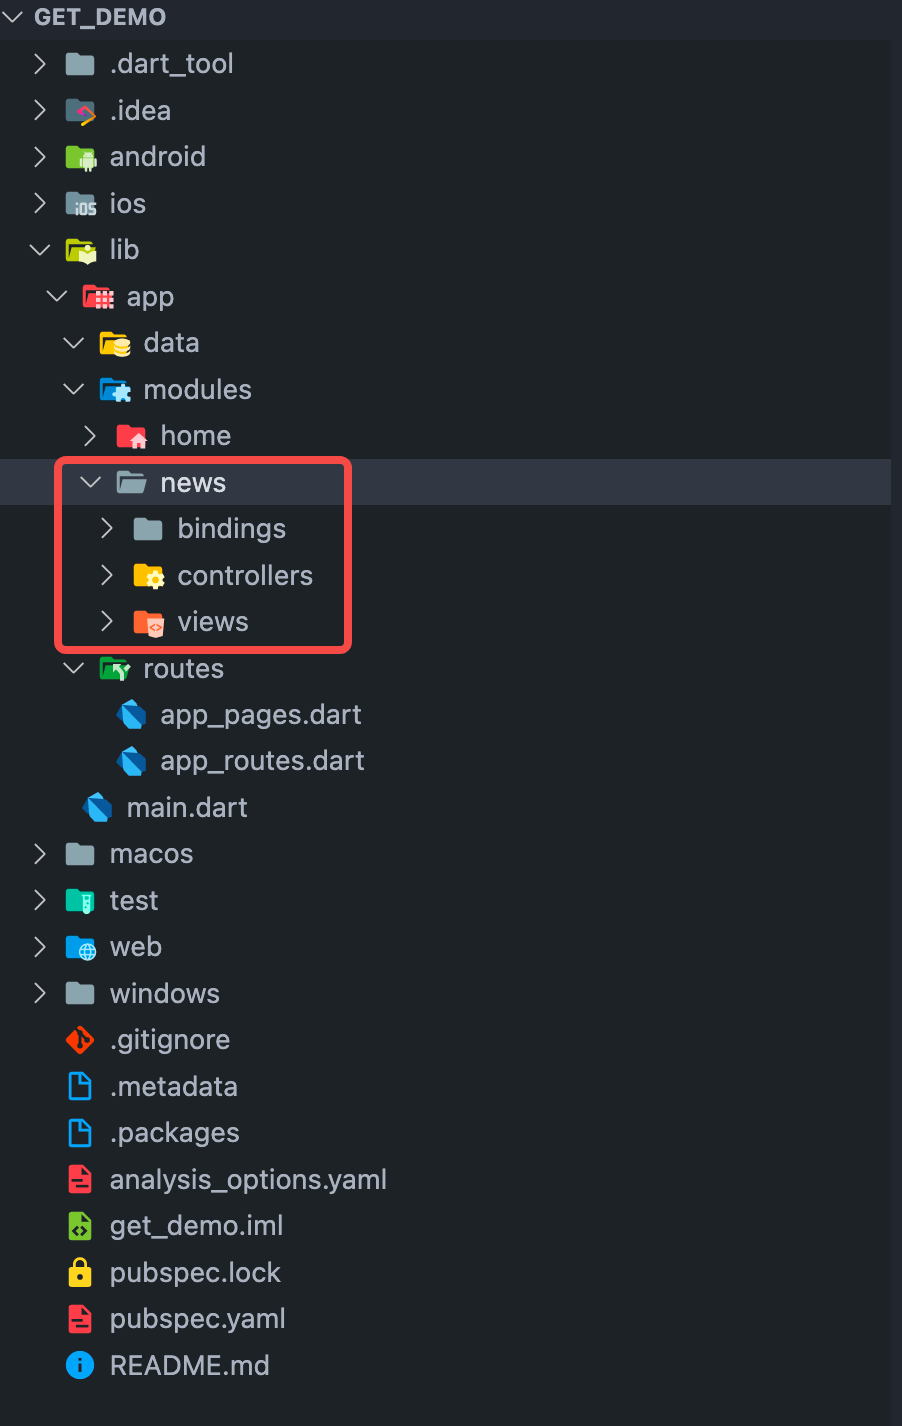 GET_DEMO
.dart_tool
.idea
android
iOS
ios
lib
app
data
modules
home
news
bindings
controllers
views
routes
app_pages.dart
app_routes.dart
main.dart
macos
test
web
windows
.gitignore
.metadata
.packages
analysis_options.yaml
get_demo.iml
pubspec.lock
pubspec.yaml
README.md